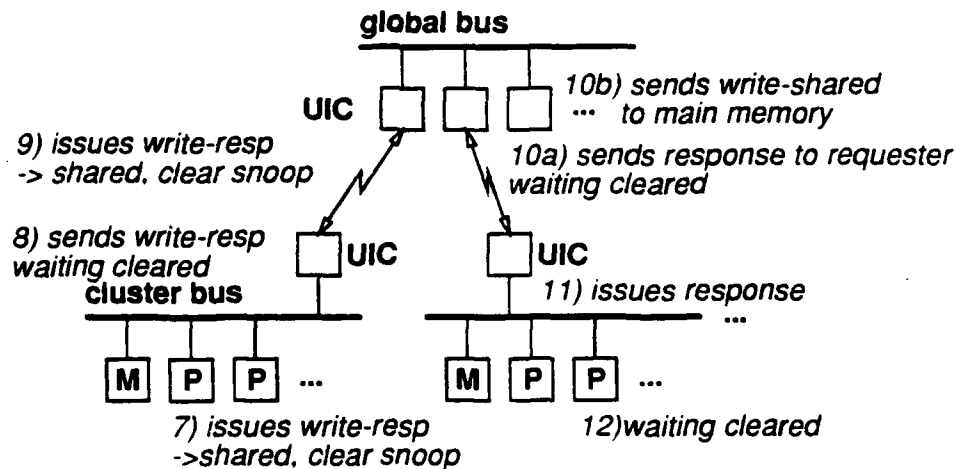 global bus
UIC
10b) sends write-shared
... to main memory
9) issues write-resp
-> shared, clear snoop
10a) sends response to requester
waiting cleared
8) sends write-resp
waiting cleared
UIC
UIC
cluster bus
11) issues response
...
M P P ...
M P P ...
7) issues write-resp
->shared, clear snoop
12)waiting cleared